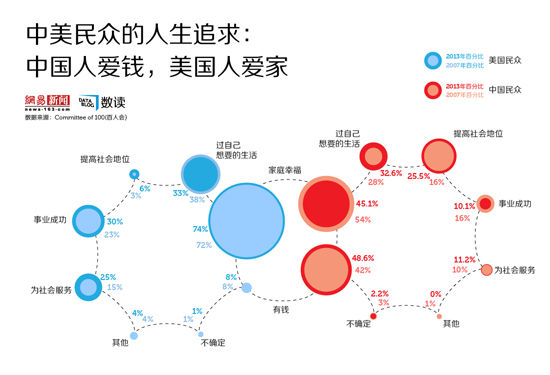 中美民众的人生追求：
中国人爱钱，美国人爱家
網易 新闻
news·163·com
DATA BLOG 数读
数据来源：Committee of 100(百人会)
2013年百分比
2007年百分比
美国民众
2013年百分比
2007年百分比
中国民众
过自己
想要的生活
33%
38%
提高社会地位
6%
3%
事业成功
30%
23%
为社会服务
25%
15%
其他
4%
4%
不确定
1%
1%
家庭幸福
74%
72%
45.1%
54%
有钱
8%
8%
48.6%
42%
过自己
想要的生活
32.6%
28%
提高社会地位
25.5%
16%
事业成功
10.1%
16%
为社会服务
11.2%
10%
其他
0%
1%
不确定
2.2%
3%